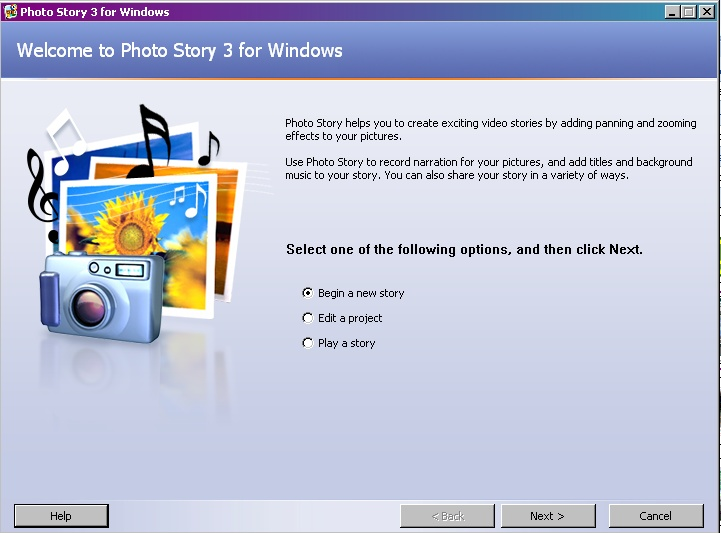 Photo Story 3 for Windows
Welcome to Photo Story 3 for Windows
Photo Story helps you to create exciting video stories by adding panning and zooming
effects to your pictures.
Use Photo Story to record narration for your pictures, and add titles and background
music to your story. You can also share your story in a variety of ways.
Select one of the following options, and then click Next.
Begin a new story
Edit a project
Play a story
Help
< Back
Next >
Cancel